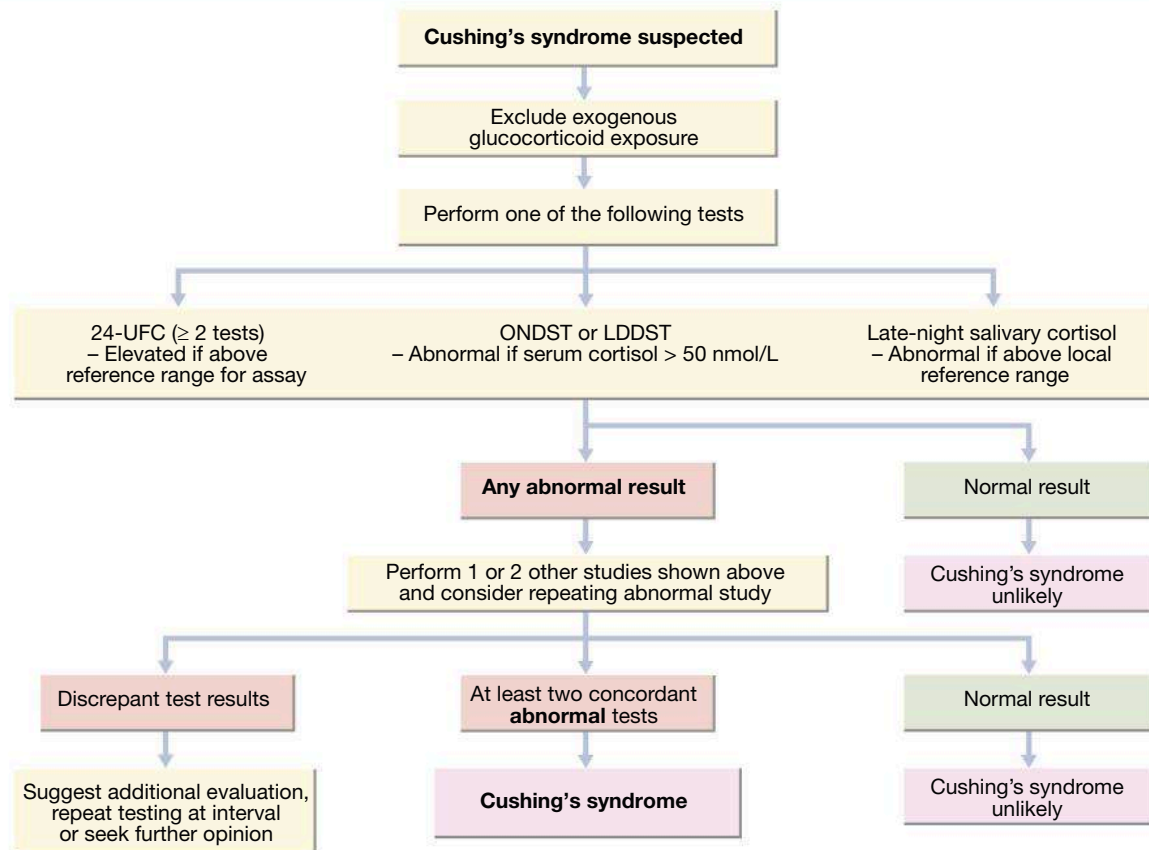 Cushing's syndrome suspected
Exclude exogenous
glucocorticoid exposure
Perform one of the following tests
24-UFC (≥ 2 tests)
– Elevated if above
reference range for assay
ONDST or LDDST
– Abnormal if serum cortisol > 50 nmol/L
Late-night salivary cortisol
– Abnormal if above local
reference range
Any abnormal result
Normal result
Perform 1 or 2 other studies shown above
and consider repeating abnormal study
Cushing's syndrome
unlikely
Discrepant test results
At least two concordant
abnormal tests
Normal result
Suggest additional evaluation,
repeat testing at interval
or seek further opinion
Cushing's syndrome
Cushing's syndrome
unlikely